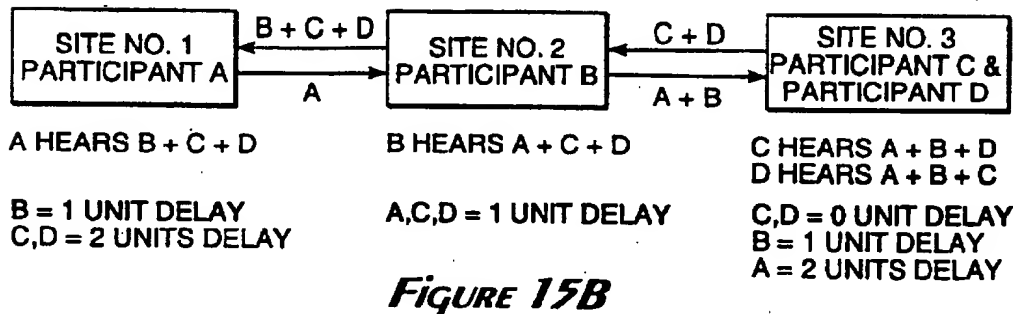 SITE NO. 1
PARTICIPANT A
B + C + D
A
SITE NO. 2
PARTICIPANT B
C + D
A + B
SITE NO. 3
PARTICIPANT C &
PARTICIPANT D
A HEARS B + C + D
B = 1 UNIT DELAY
C,D = 2 UNITS DELAY
B HEARS A + C + D
A,C,D = 1 UNIT DELAY
C HEARS A + B + D
D HEARS A + B + C
C,D = 0 UNIT DELAY
B = 1 UNIT DELAY
A = 2 UNITS DELAY
FIGURE 15B